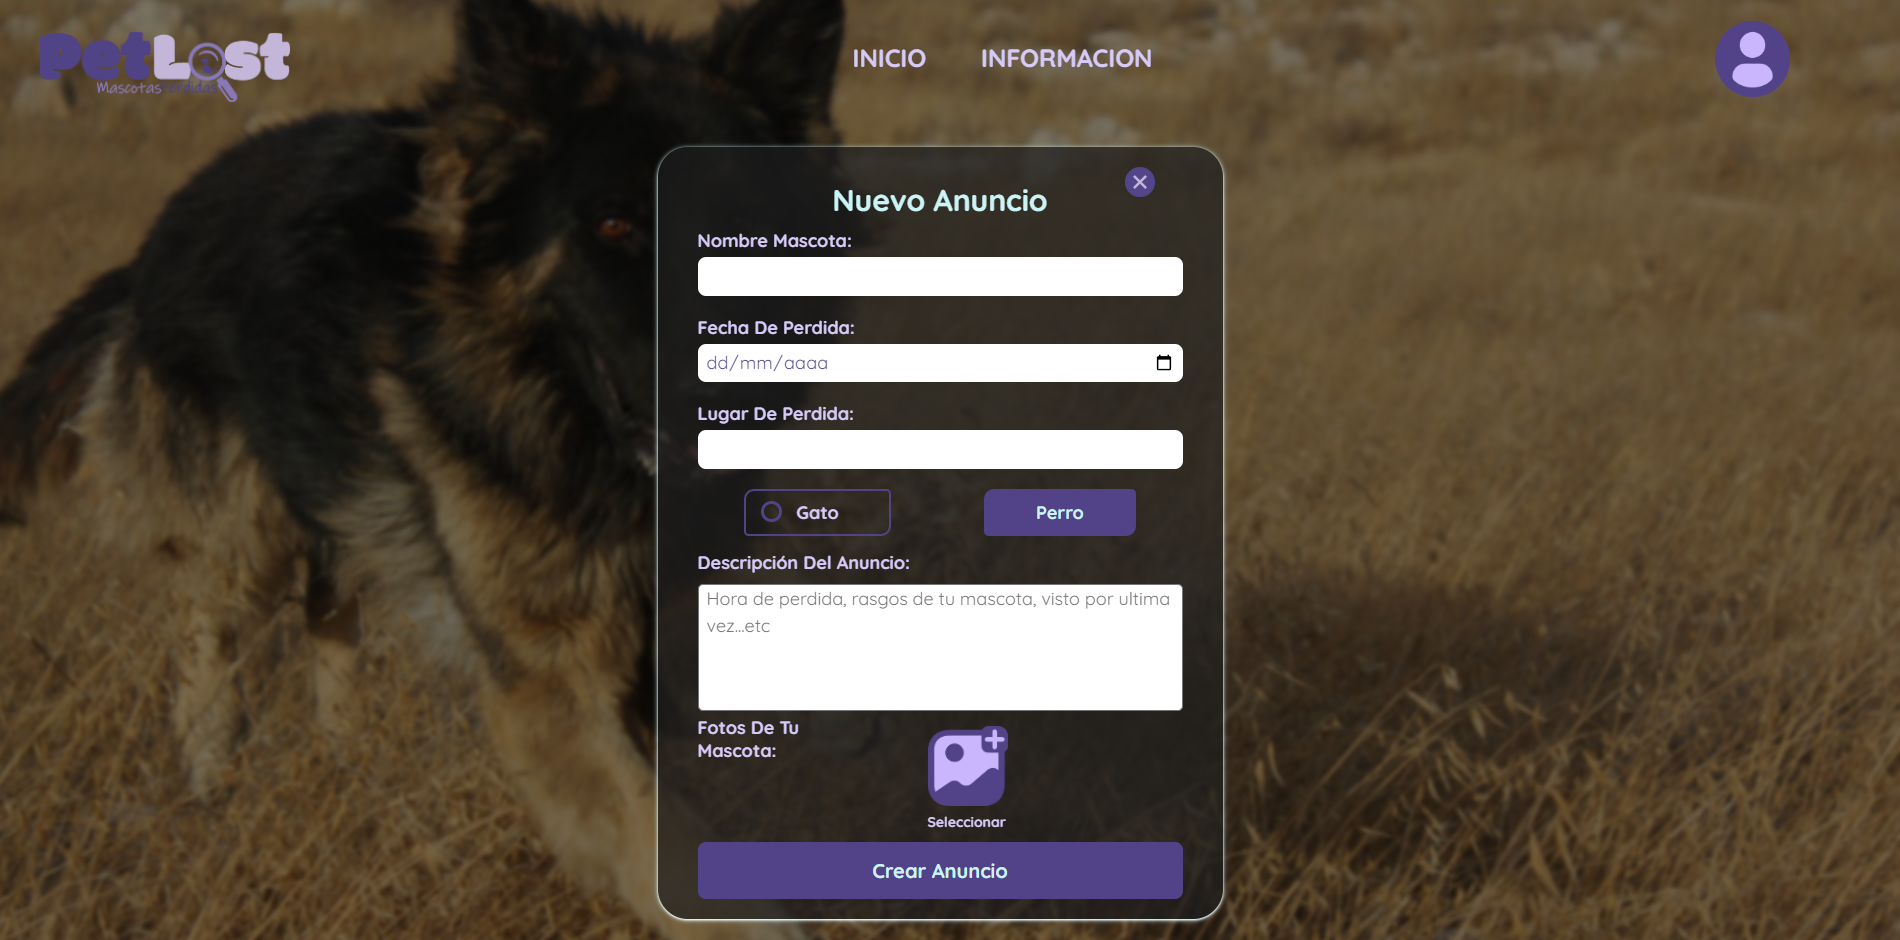 PetLost
MascotasPerdidas
INICIO
INFORMACION
Nuevo Anuncio
Nombre Mascota:
Fecha De Perdida:
dd/mm/aaaa
Lugar De Perdida:
Gato
Perro
Descripción Del Anuncio:
Hora de perdida, rasgos de tu mascota, visto por ultima
vez...etc
Fotos De Tu
Mascota:
Seleccionar
Crear Anuncio